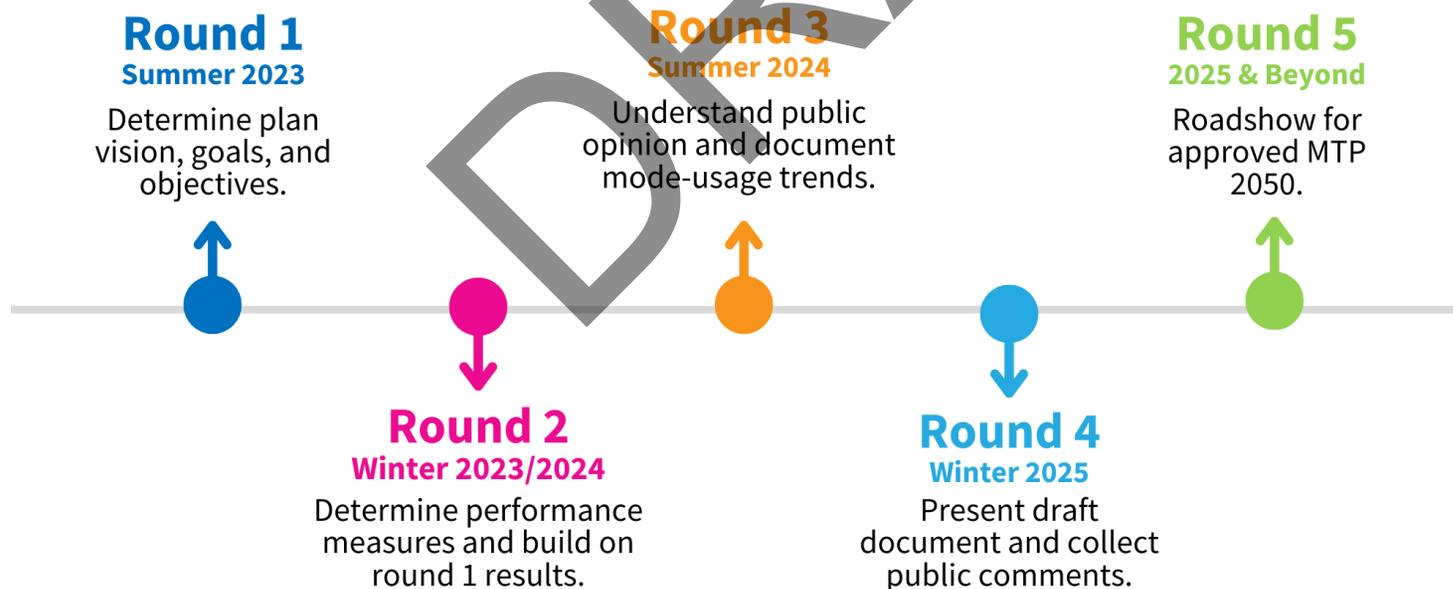 Round 1
Summer 2023
Determine plan
vision, goals, and
objectives.
Round 2
Winter 2023/2024
Determine performance
measures and build on
round 1 results.
Round 3
Summer 2024
Understand public
opinion and document
mode-usage trends.
Round 4
Winter 2025
Present draft
document and collect
public comments.
Round 5
2025 & Beyond
Roadshow for
approved MTP
2050.